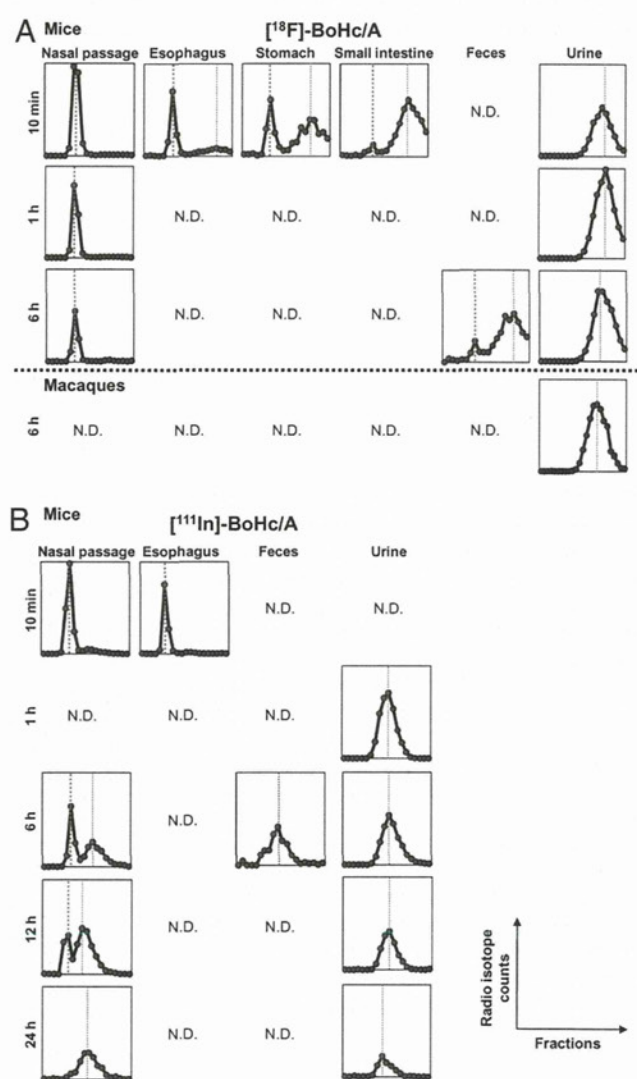 A Mice [¹⁸F]-BoHc/A
Nasal passage Esophagus Stomach Small intestine Feces Urine
10 min N.D.
1 h N.D. N.D. N.D. N.D.
6 h N.D. N.D. N.D.
Macaques
6 h N.D. N.D. N.D. N.D. N.D.
B Mice [¹¹¹In]-BoHc/A
Nasal passage Esophagus Feces Urine
10 min N.D. N.D.
1 h N.D. N.D. N.D.
6 h N.D.
12 h N.D. N.D.
24 h N.D. N.D.
Radio isotope
counts
Fractions